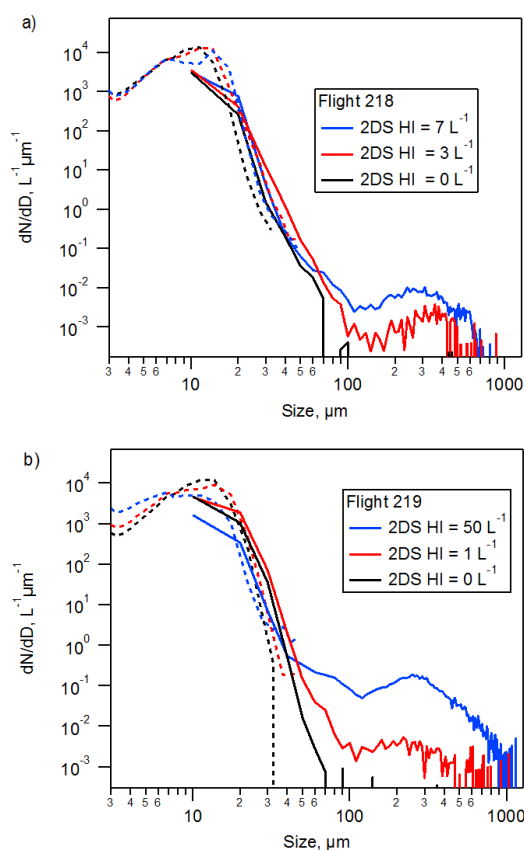 a)
10⁴
10³
10²
10¹
10⁰
10⁻¹
10⁻²
10⁻³
dN/dD, L⁻¹µm⁻¹
Flight 218
2DS HI = 7 L⁻¹
2DS HI = 3 L⁻¹
2DS HI = 0 L⁻¹
3 4 5 6 10 2 3 4 5 6 100 2 3 4 5 6 1000
Size, µm
b)
10⁴
10³
10²
10¹
10⁰
10⁻¹
10⁻²
10⁻³
dN/dD, L⁻¹µm⁻¹
Flight 219
2DS HI = 50 L⁻¹
2DS HI = 1 L⁻¹
2DS HI = 0 L⁻¹
3 4 5 6 10 2 3 4 5 6 100 2 3 4 5 6 1000
Size, µm